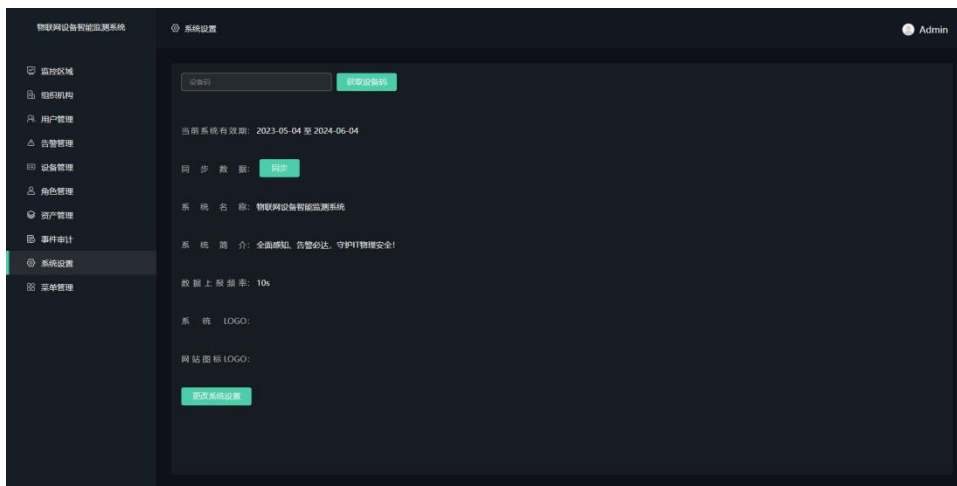 物联网设备智能监测系统
系统设置
Admin
监控区域
组织机构
用户管理
告警管理
设备管理
角色管理
资产管理
事件审计
系统设置
菜单管理
设备码
获取设备码
当前系统有效期: 2023-05-04 至 2024-06-04
同步数据: 同步
系统名称: 物联网设备智能监测系统
系统简介: 全面感知、告警必达，守护IT物理安全!
数据上报频率: 10s
系统 LOGO:
网站图标 LOGO:
更改系统设置